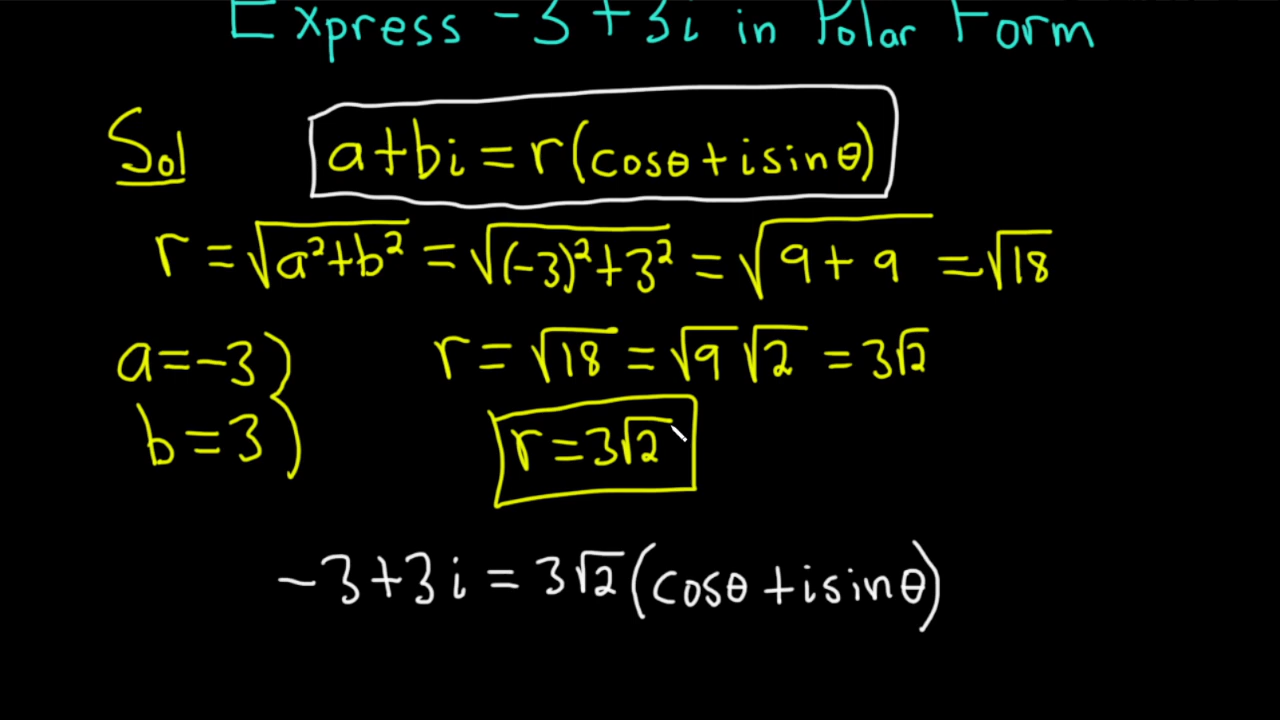 Express -3+3i in Polar Form
Sol
a+bi = r(cosθ+isinθ)
r = √a²+b² = √(-3)²+3² = √9+9 = √18
a=-3
b=3
r = √18 = √9 √2 = 3√2
r=3√2
-3+3i = 3√2(cosθ+isinθ)